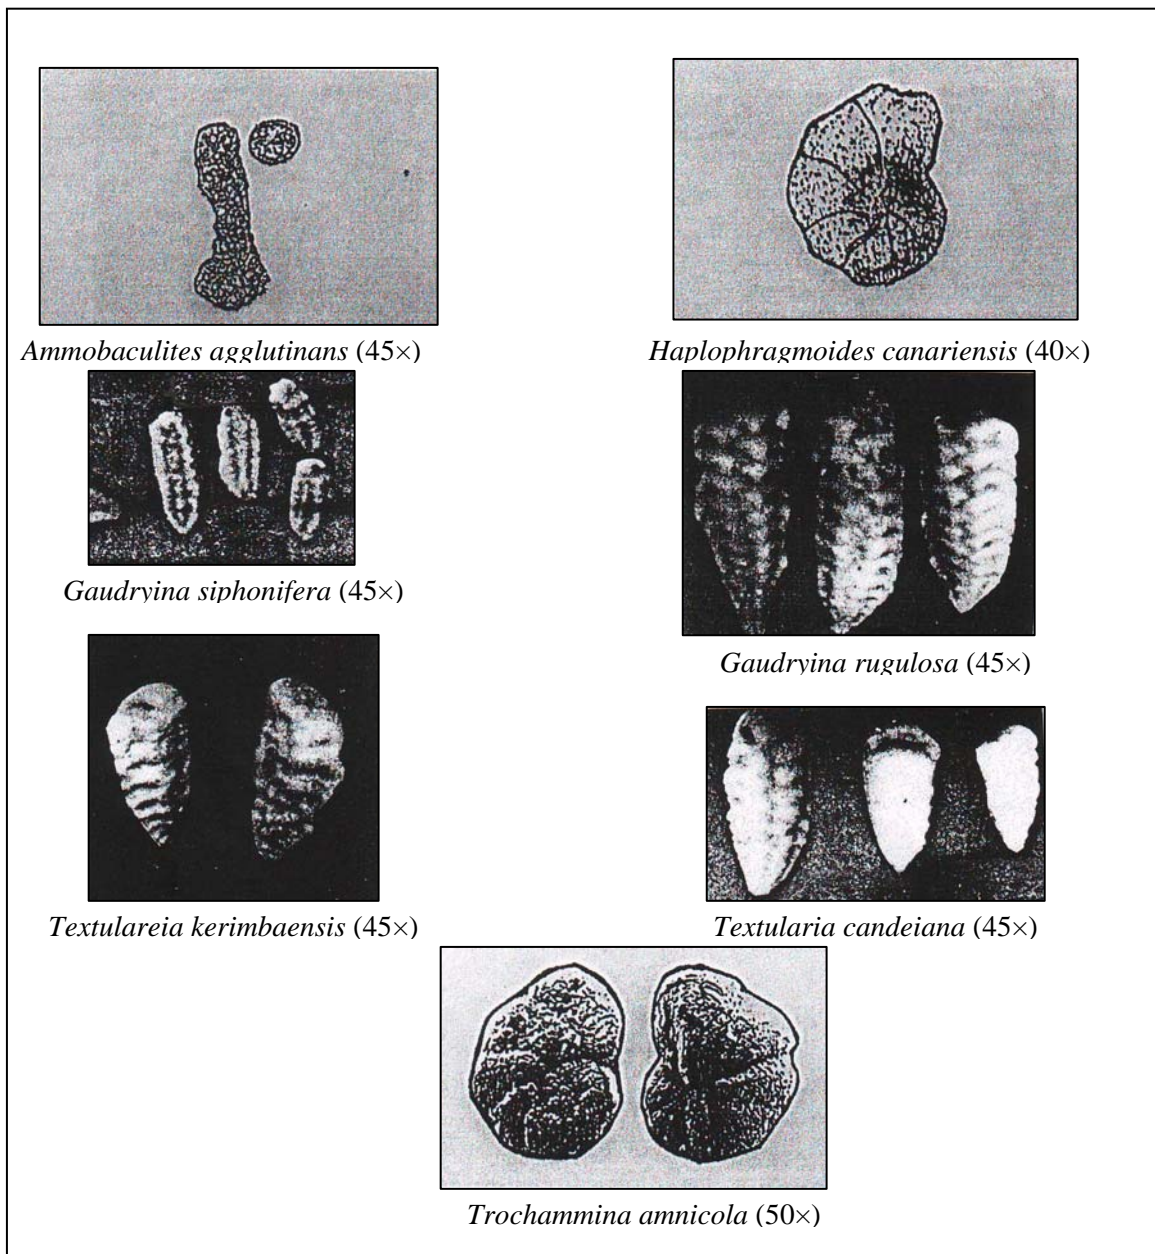 Ammobaculites agglutinans (45×)
Haplophragmoides canariensis (40×)
Gaudryina siphonifera (45×)
Gaudryina rugulosa (45×)
Textulareia kerimbaensis (45×)
Textularia candeiana (45×)
Trochammina amnicola (50×)